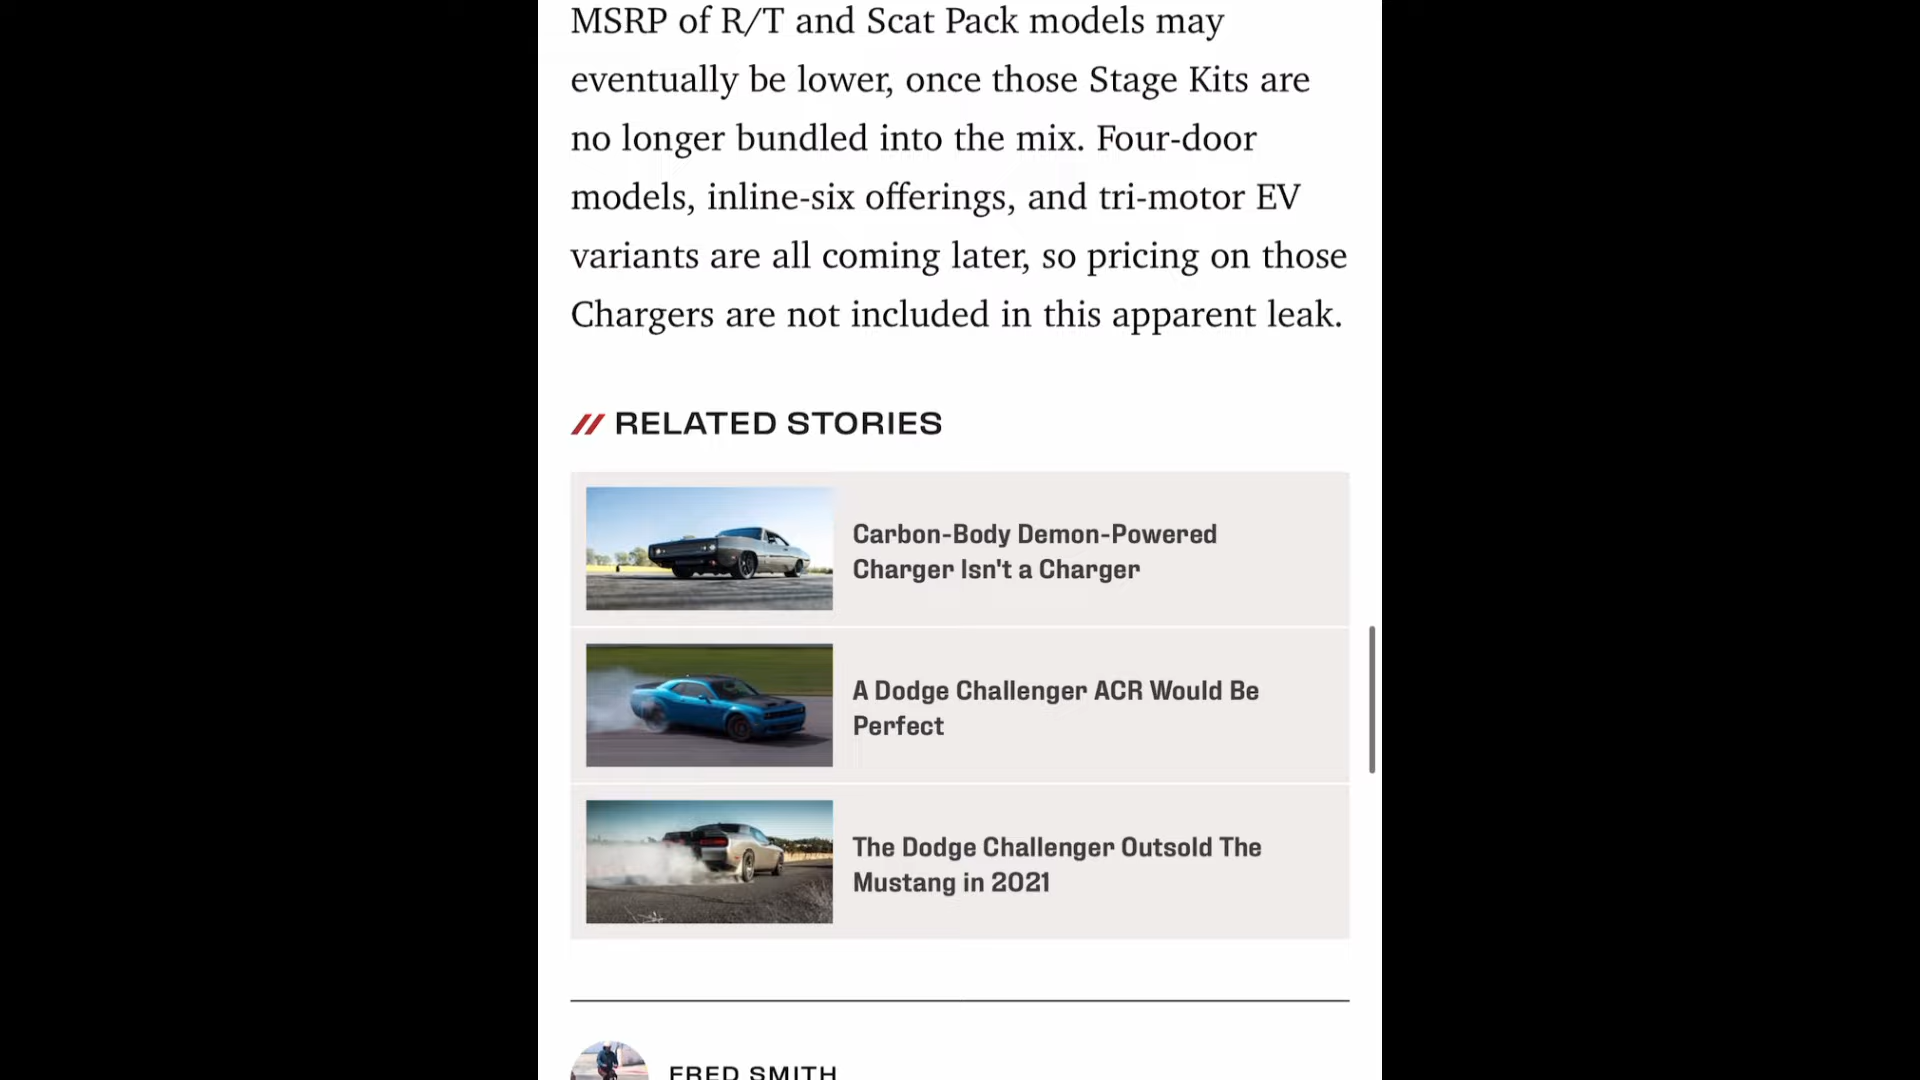 MSRP of R/T and Scat Pack models may
eventually be lower, once those Stage Kits are
no longer bundled into the mix. Four-door
models, inline-six offerings, and tri-motor EV
variants are all coming later, so pricing on those
Chargers are not included in this apparent leak.
// RELATED STORIES
Carbon-Body Demon-Powered
Charger Isn't a Charger
A Dodge Challenger ACR Would Be
Perfect
The Dodge Challenger Outsold The
Mustang in 2021
FRED SMITH